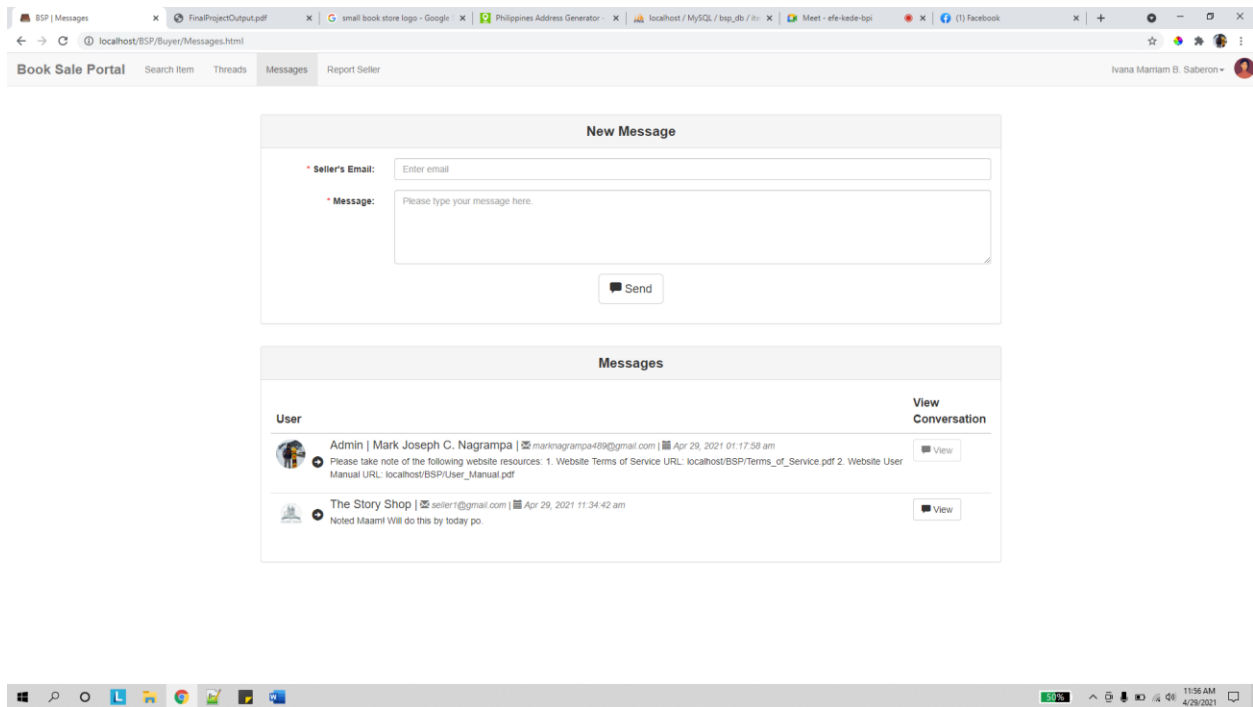 BSP | Messages
FinalProjectOutput.pdf
small book store logo - Google
Philippines Address Generator -
localhost / MySQL / bsp_db /
Meet - efe-kede-bpi
(1) Facebook
localhost/BSP/Buyer/Messages.html
Book Sale Portal Search Item Threads Messages Report Seller Ivana Marriam B. Saberon
New Message
* Seller's Email: Enter email
* Message: Please type your message here.
Send
Messages
User View Conversation
Admin | Mark Joseph C. Nagrampa | marknagrampa489@gmail.com | Apr 29, 2021 01:17:58 am
Please take note of the following website resources: 1. Website Terms of Service URL: localhost/BSP/Terms_of_Service.pdf 2. Website User
Manual URL: localhost/BSP/User_Manual.pdf
View
The Story Shop | seller1@gmail.com | Apr 29, 2021 11:34:42 am
Noted Maam! Will do this by today po.
View
L
W
50%
11:56 AM
4/29/2021